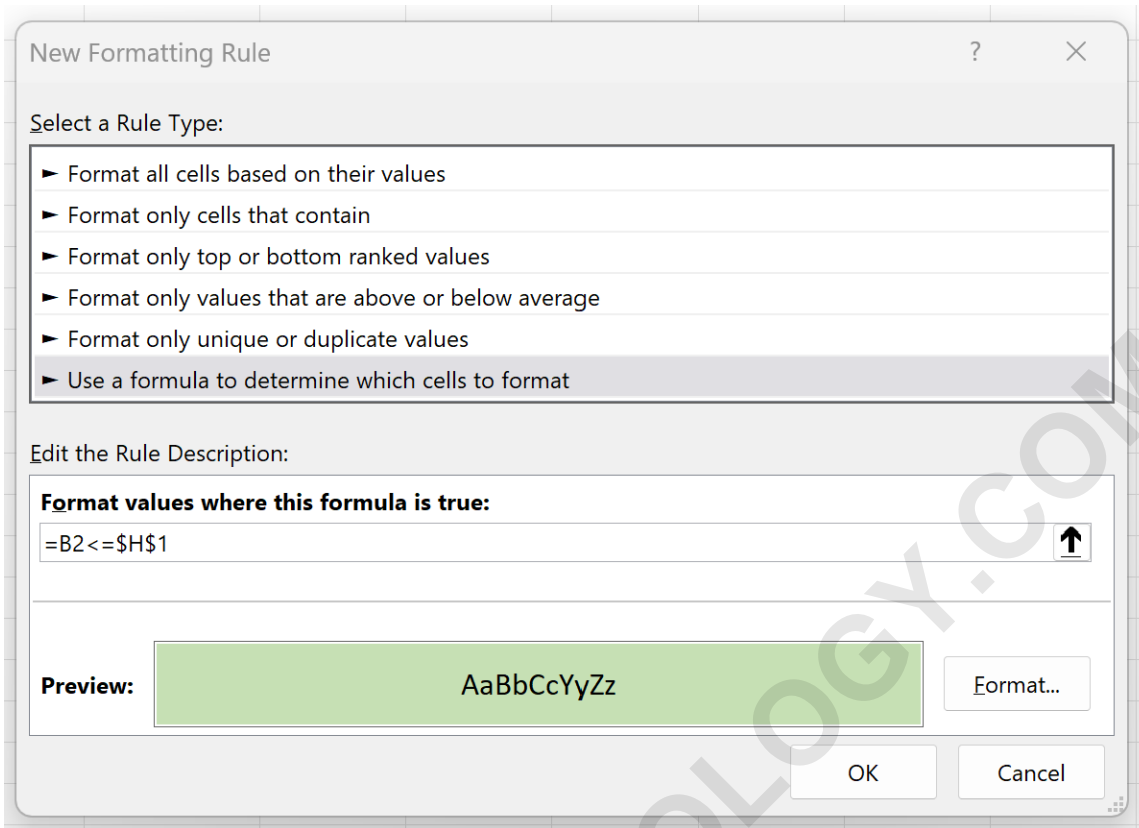 New Formatting Rule
?
Select a Rule Type:
► Format all cells based on their values
► Format only cells that contain
► Format only top or bottom ranked values
► Format only values that are above or below average
► Format only unique or duplicate values
► Use a formula to determine which cells to format
Edit the Rule Description:
Format values where this formula is true:
=B2<=$H$1
Preview:
AaBbCcYyZz
Format...
OK
Cancel
OLOGY.COM